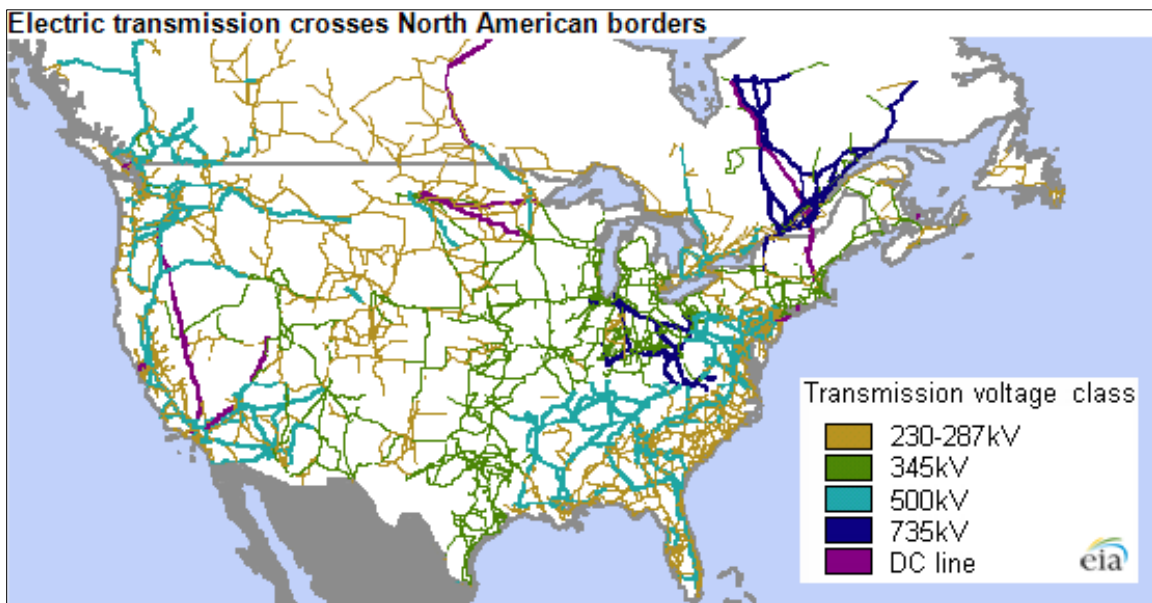 Electric transmission crosses North American borders
Transmission voltage class
230-287kV
345kV
500kV
735kV
DC line
eia